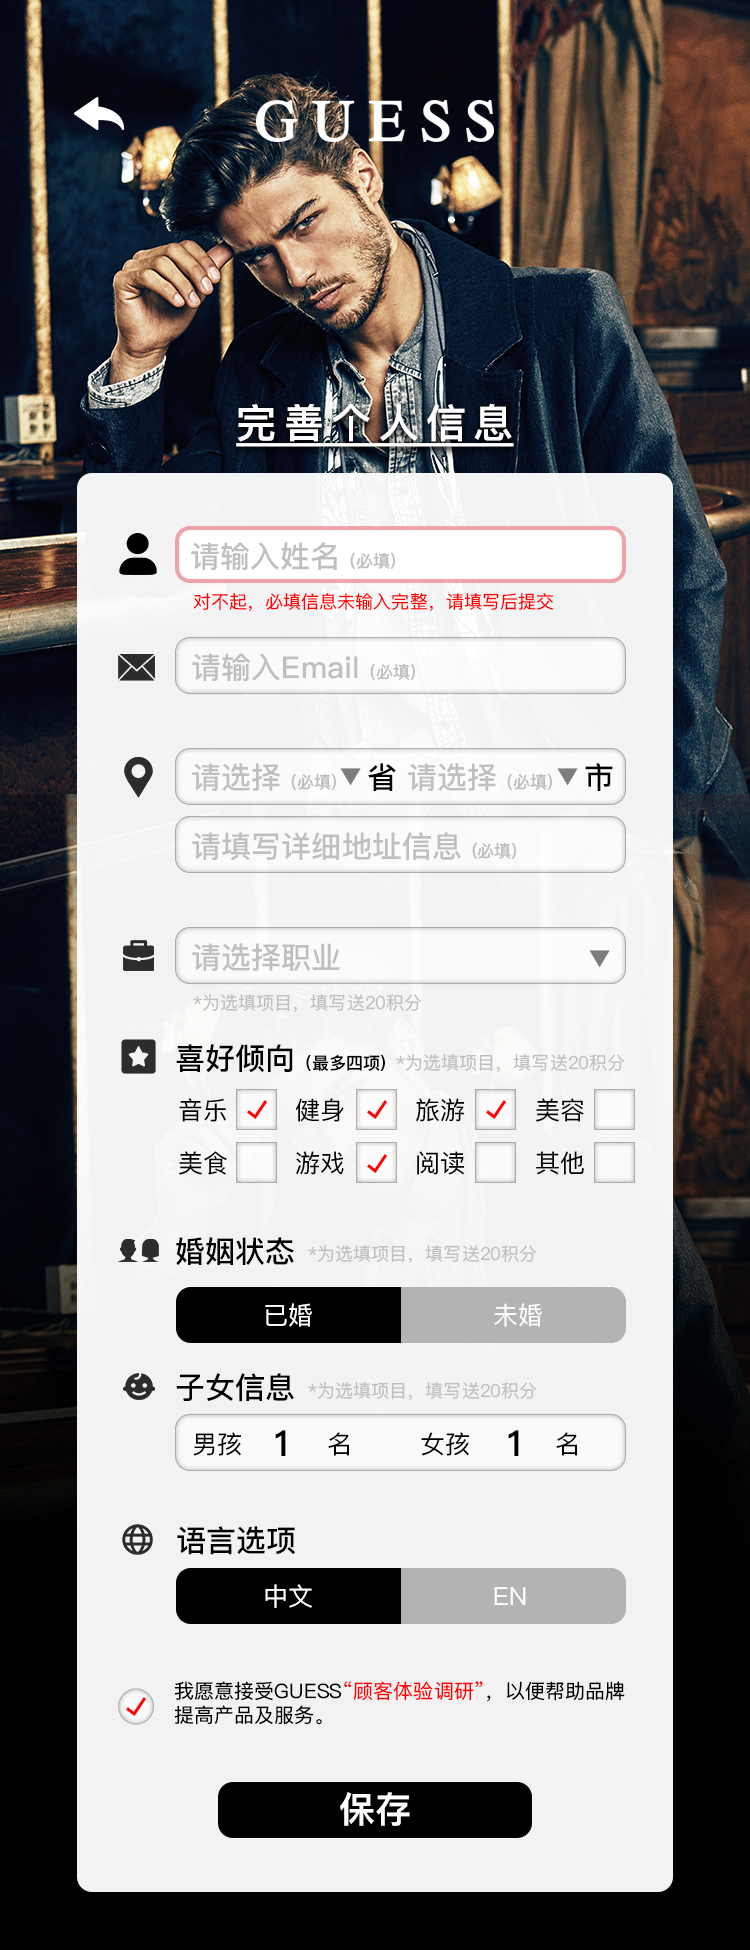 GUESS
完善个人信息
请输入姓名 (必填)
对不起，必填信息未输入完整，请填写后提交
请输入Email (必填)
请选择 (必填)▼ 省 请选择 (必填)▼ 市
请填写详细地址信息 (必填)
请选择职业 ▼
*为选填项目，填写送20积分
喜好倾向 (最多四项) *为选填项目，填写送20积分
音乐 健身 旅游 美容
美食 游戏 阅读 其他
婚姻状态 *为选填项目，填写送20积分
已婚 未婚
子女信息 *为选填项目，填写送20积分
男孩 1 名 女孩 1 名
语言选项
中文 EN
我愿意接受GUESS“顾客体验调研”，以便帮助品牌
提高产品及服务。
保存